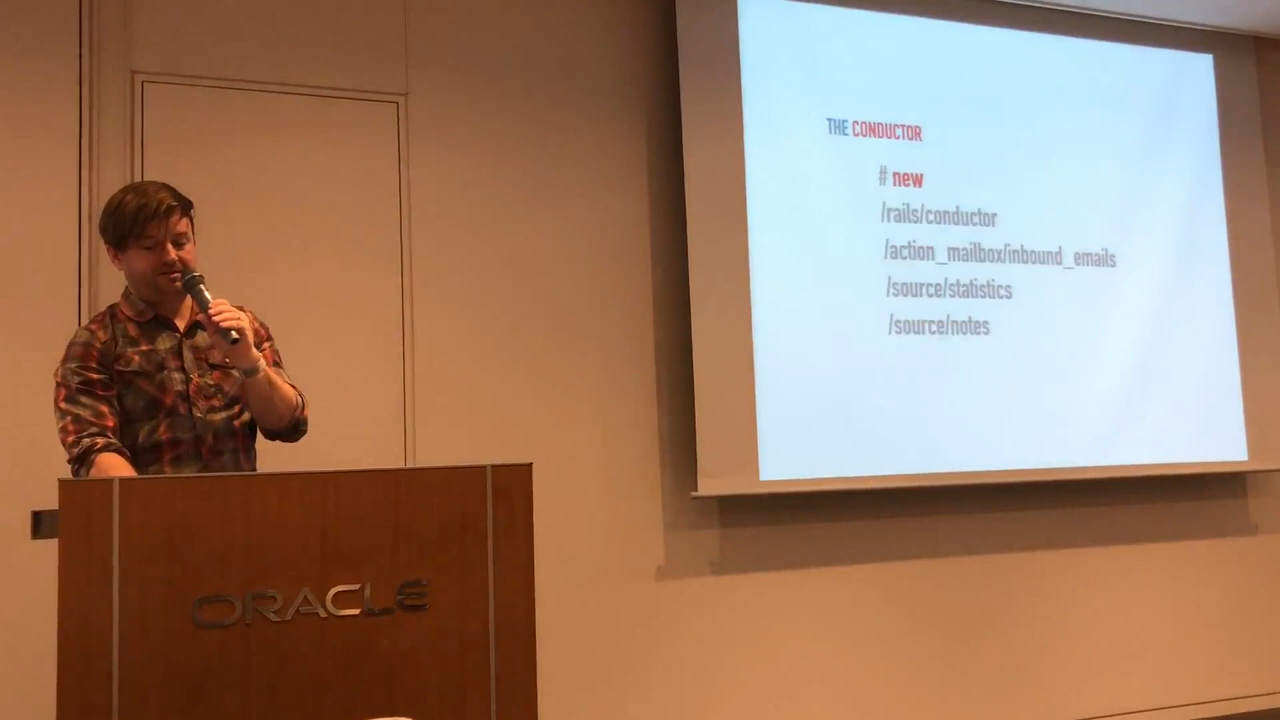 THE CONDUCTOR
# new
/rails/conductor
/action_mailbox/inbound_emails
/source/statistics
/source/notes
ORACLE